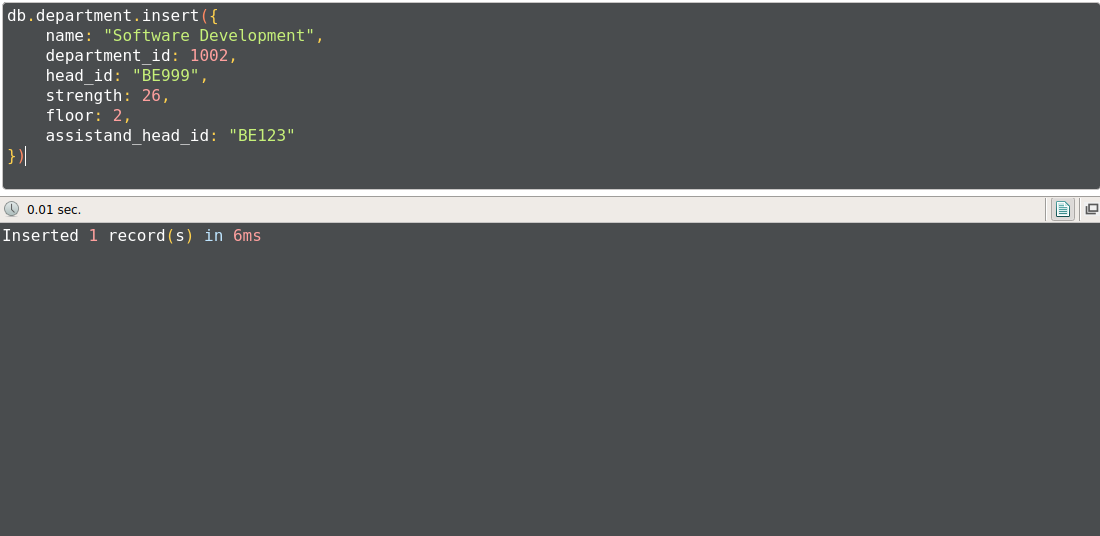 db.department.insert({
    name: "Software Development",
    department_id: 1002,
    head_id: "BE999",
    strength: 26,
    floor: 2,
    assistand_head_id: "BE123"
})
0.01 sec.
Inserted 1 record(s) in 6ms